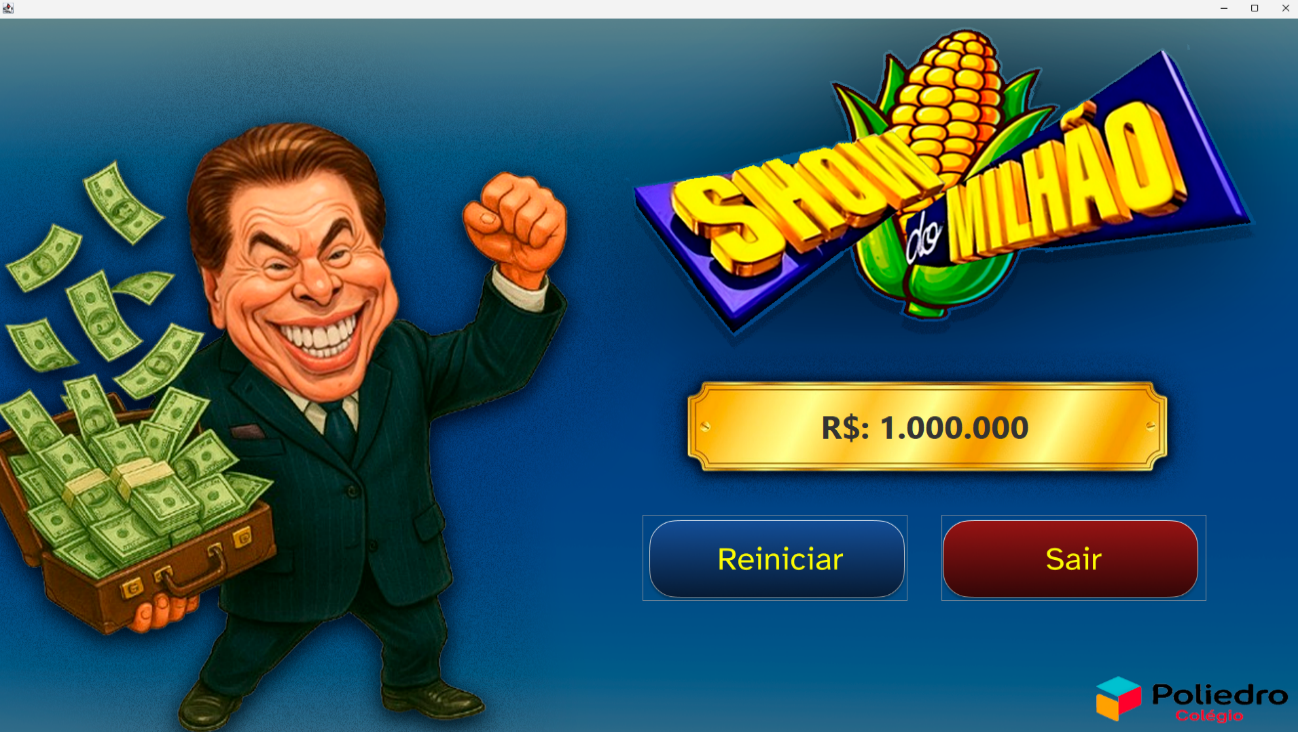 SHOW
do MILHÃO
R$: 1.000.000
Reiniciar
Sair
Poliedro
Colégio